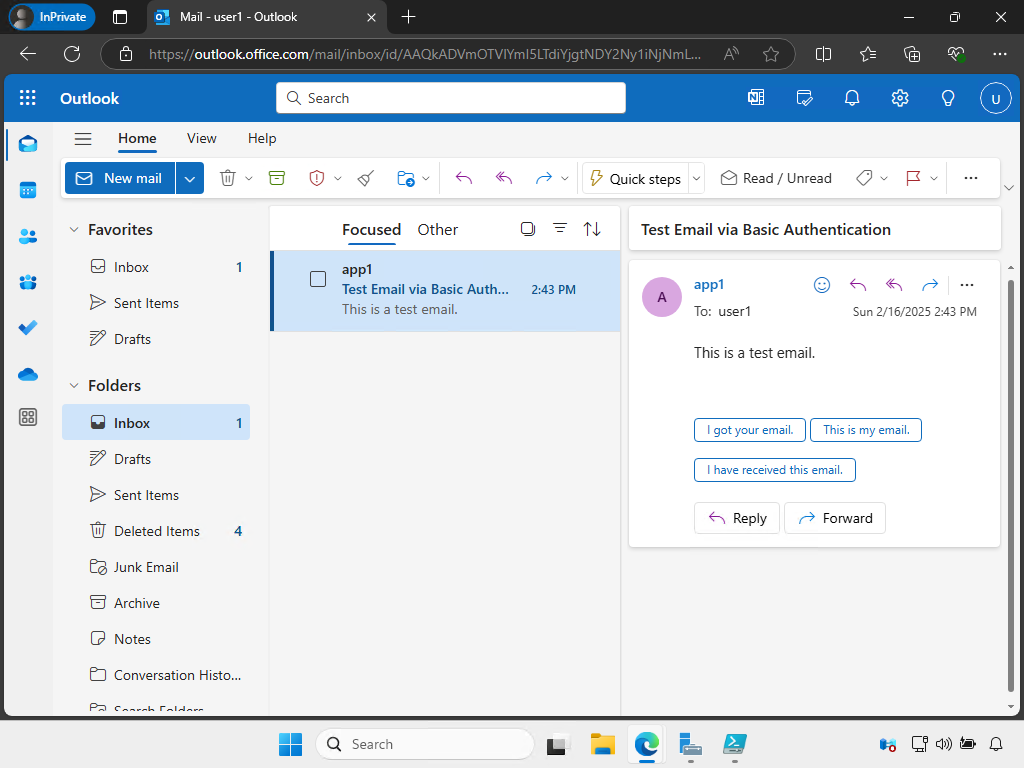 InPrivate
Mail - user1 - Outlook
https://outlook.office.com/mail/inbox/id/AAQkADVmOTVlYmI5LTdiYjgtNDY2Ny1iNjNmL...
Outlook
Search
U
Home View Help
New mail
Quick steps
Read / Unread
Favorites
Inbox 1
Sent Items
Drafts
Folders
Inbox 1
Drafts
Sent Items
Deleted Items 4
Junk Email
Archive
Notes
Conversation Histo...
Search Folders
Focused Other
app1
Test Email via Basic Auth... 2:43 PM
This is a test email.
Test Email via Basic Authentication
A
app1
To: user1
Sun 2/16/2025 2:43 PM
This is a test email.
I got your email.
This is my email.
I have received this email.
Reply
Forward
Search